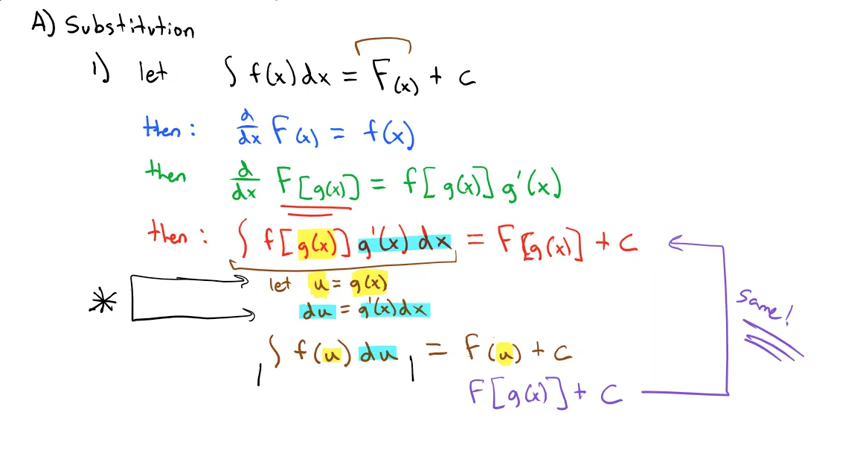 A) Substitution
1) let ∫ f(x) dx = F(x) + C
then: d/dx F(x) = f(x)
then d/dx F[g(x)] = f[g(x)] g'(x)
then: ∫ f[g(x)] g'(x) dx = F[g(x)] + C
let u = g(x)
* du = g'(x) dx
Same!
∫ f(u) du = F(u) + C
F[g(x)] + C